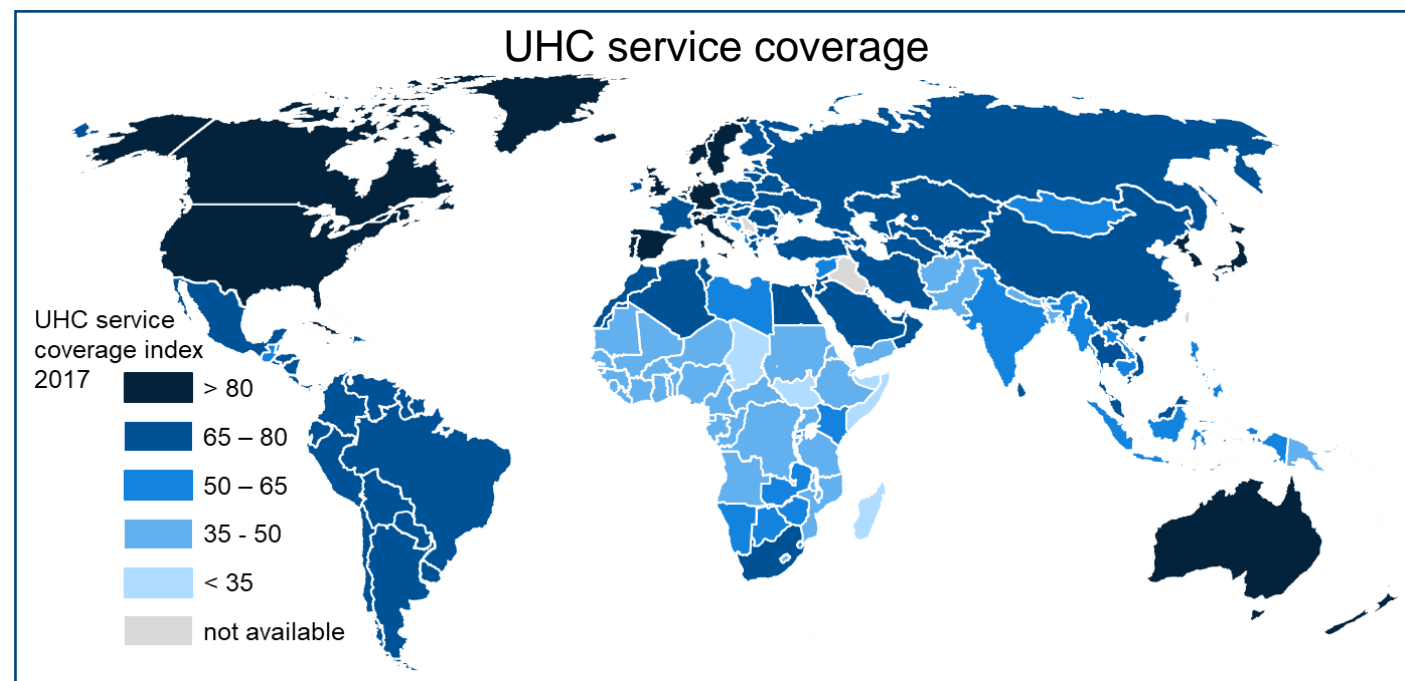 UHC service coverage
UHC service
coverage index
2017
> 80
65 – 80
50 – 65
35 - 50
< 35
not available